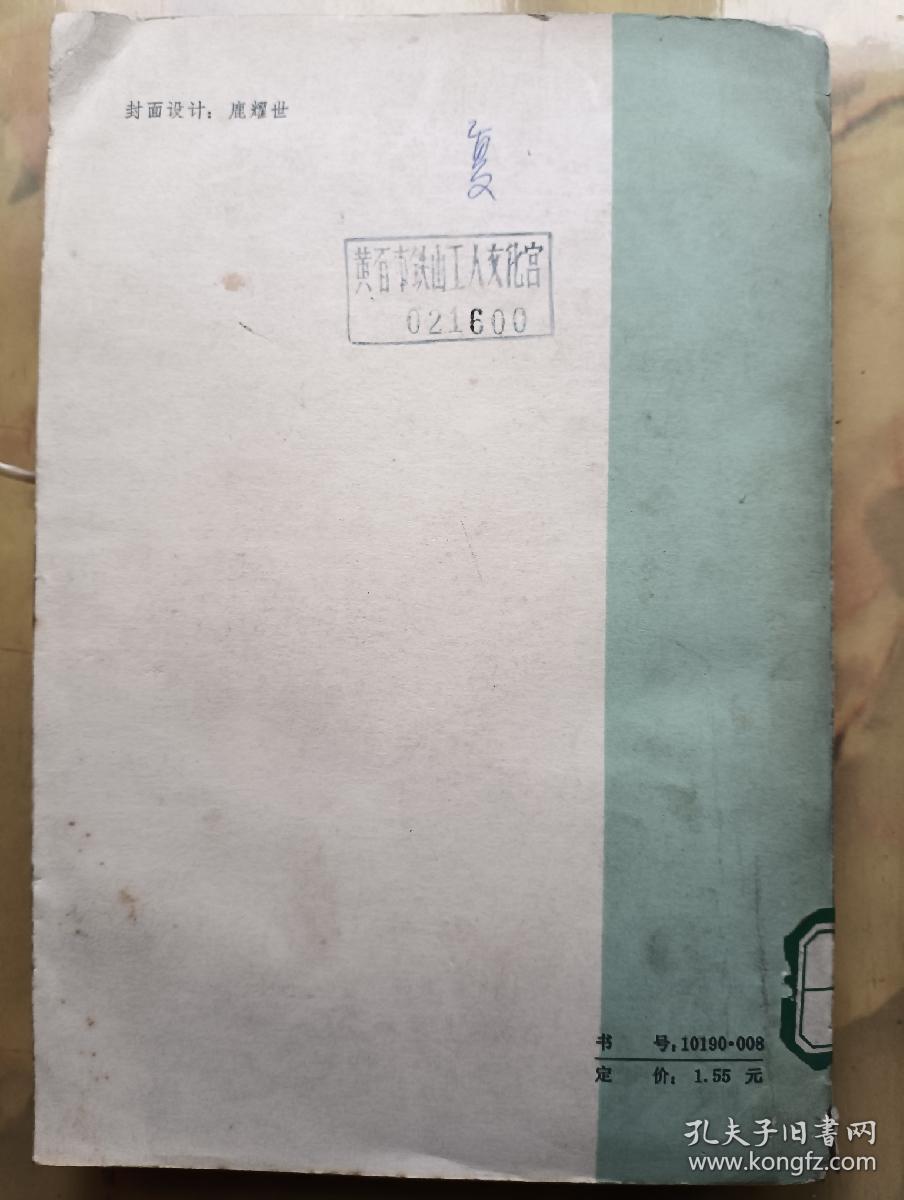 封面设计：鹿耀世
夏
黄石市铁山工人文化宫
021600
书　号：10190·008
定　价：1.55 元
孔夫子旧书网
www.kongfz.com